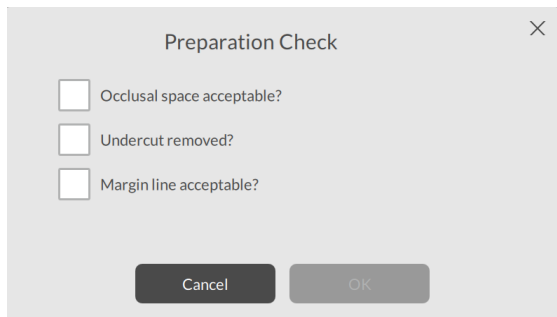 Preparation Check
Occlusal space acceptable?
Undercut removed?
Margin line acceptable?
Cancel OK